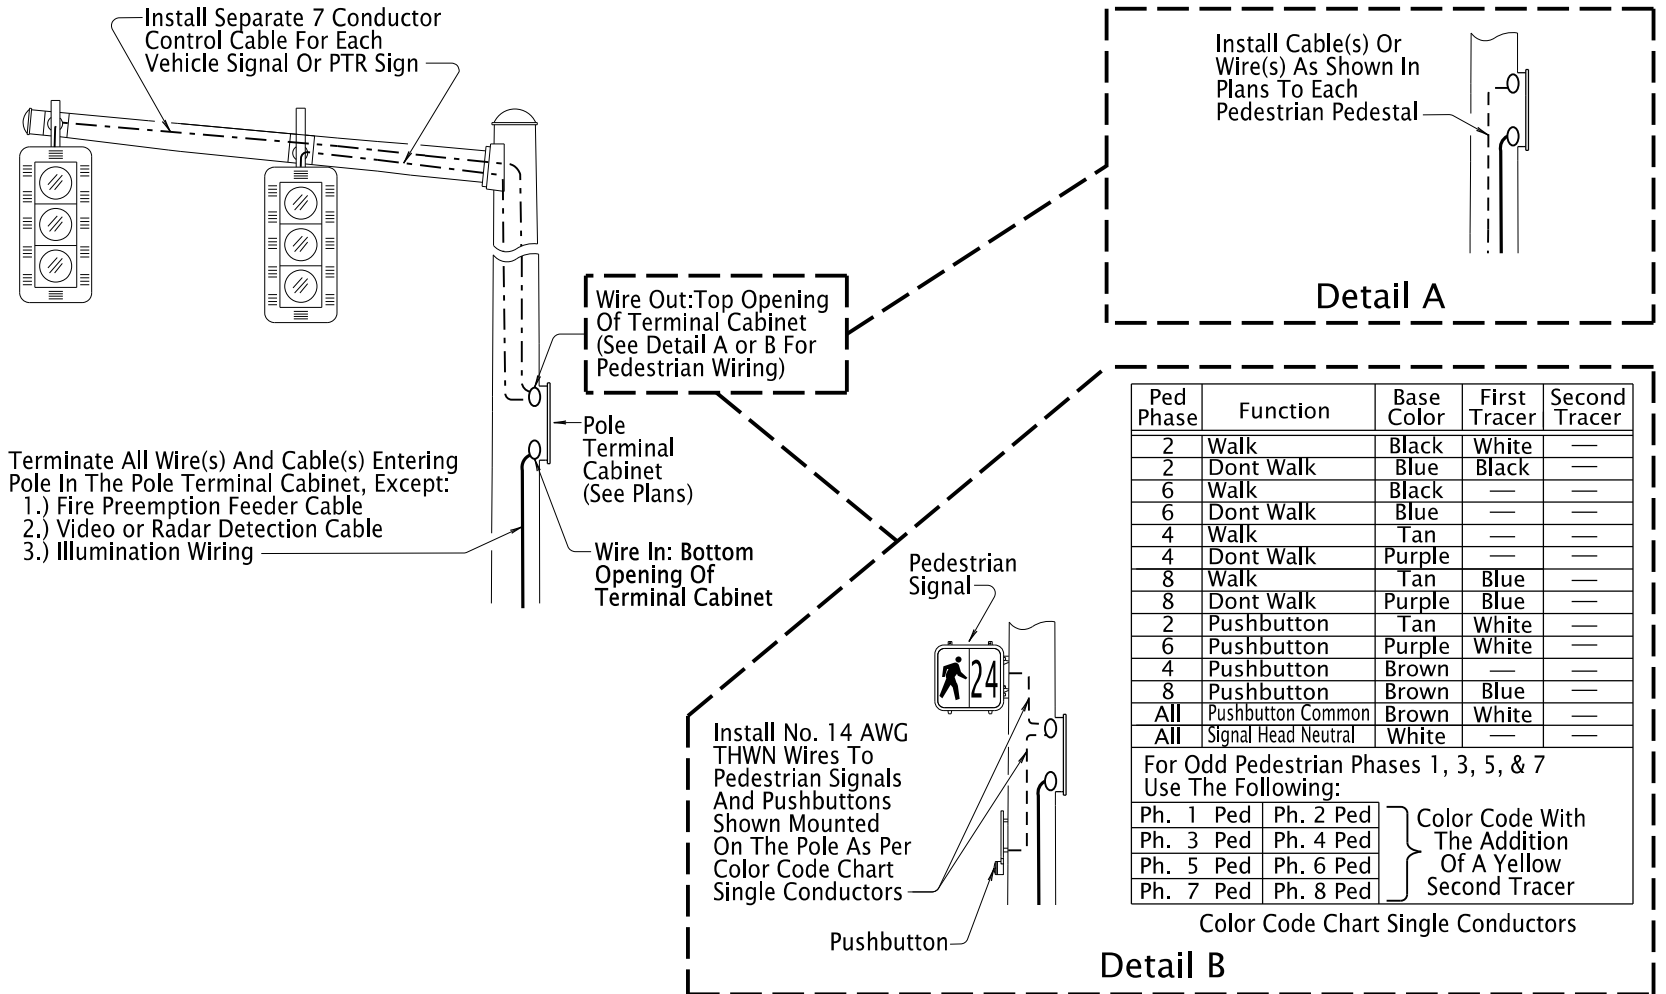 Install Separate 7 Conductor
Control Cable For Each
Vehicle Signal Or PTR Sign
Wire Out:Top Opening
Of Terminal Cabinet
(See Detail A or B For
Pedestrian Wiring)
Pole
Terminal
Cabinet
(See Plans)
Terminate All Wire(s) And Cable(s) Entering
Pole In The Pole Terminal Cabinet, Except:
1.) Fire Preemption Feeder Cable
2.) Video or Radar Detection Cable
3.) Illumination Wiring
Wire In: Bottom
Opening Of
Terminal Cabinet
Install Cable(s) Or
Wire(s) As Shown In
Plans To Each
Pedestrian Pedestal
Detail A
Pedestrian
Signal
24
Install No. 14 AWG
THWN Wires To
Pedestrian Signals
And Pushbuttons
Shown Mounted
On The Pole As Per
Color Code Chart
Single Conductors
Pushbutton
Ped Phase Function Base Color First Tracer Second Tracer
2 Walk Black White —
2 Dont Walk Blue Black —
6 Walk Black — —
6 Dont Walk Blue — —
4 Walk Tan — —
4 Dont Walk Purple — —
8 Walk Tan Blue —
8 Dont Walk Purple Blue —
2 Pushbutton Tan White —
6 Pushbutton Purple White —
4 Pushbutton Brown — —
8 Pushbutton Brown Blue —
All Pushbutton Common Brown White —
All Signal Head Neutral White — —
For Odd Pedestrian Phases 1, 3, 5, & 7
Use The Following:
Ph. 1 Ped Ph. 2 Ped
Ph. 3 Ped Ph. 4 Ped
Ph. 5 Ped Ph. 6 Ped
Ph. 7 Ped Ph. 8 Ped
Color Code With
The Addition
Of A Yellow
Second Tracer
Color Code Chart Single Conductors
Detail B